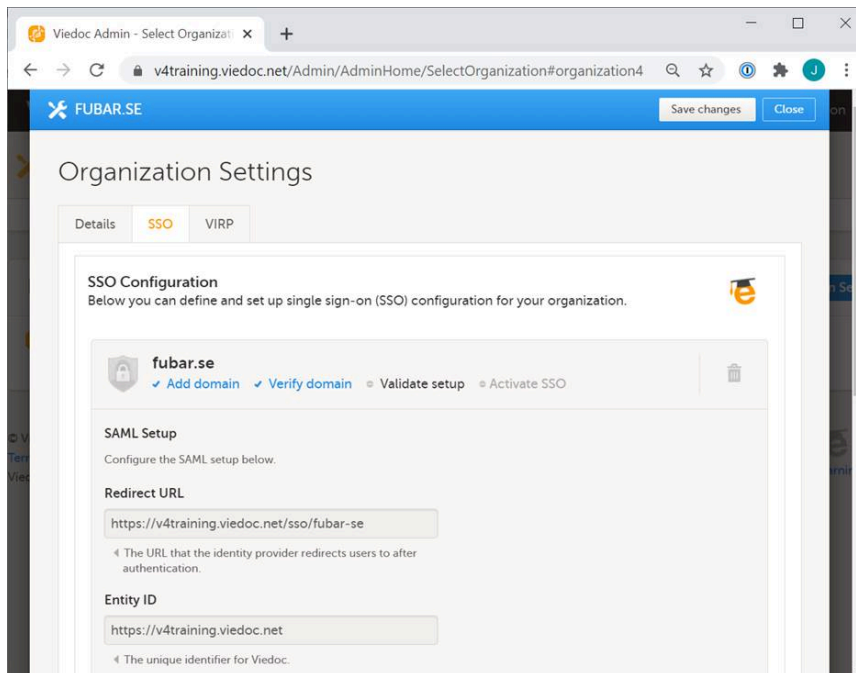 Viedoc Admin - Select Organizati
v4training.viedoc.net/Admin/AdminHome/SelectOrganization#organization4
J
FUBAR.SE
Save changes
Close
on
Organization Settings
Details
SSO
VIRP
SSO Configuration
Below you can define and set up single sign-on (SSO) configuration for your organization.
e
n Se
fubar.se
Add domain Verify domain Validate setup Activate SSO
SAML Setup
Configure the SAML setup below.
© V
Terr
Vied
Redirect URL
https://v4training.viedoc.net/sso/fubar-se
The URL that the identity provider redirects users to after
authentication.
Entity ID
https://v4training.viedoc.net
The unique identifier for Viedoc.